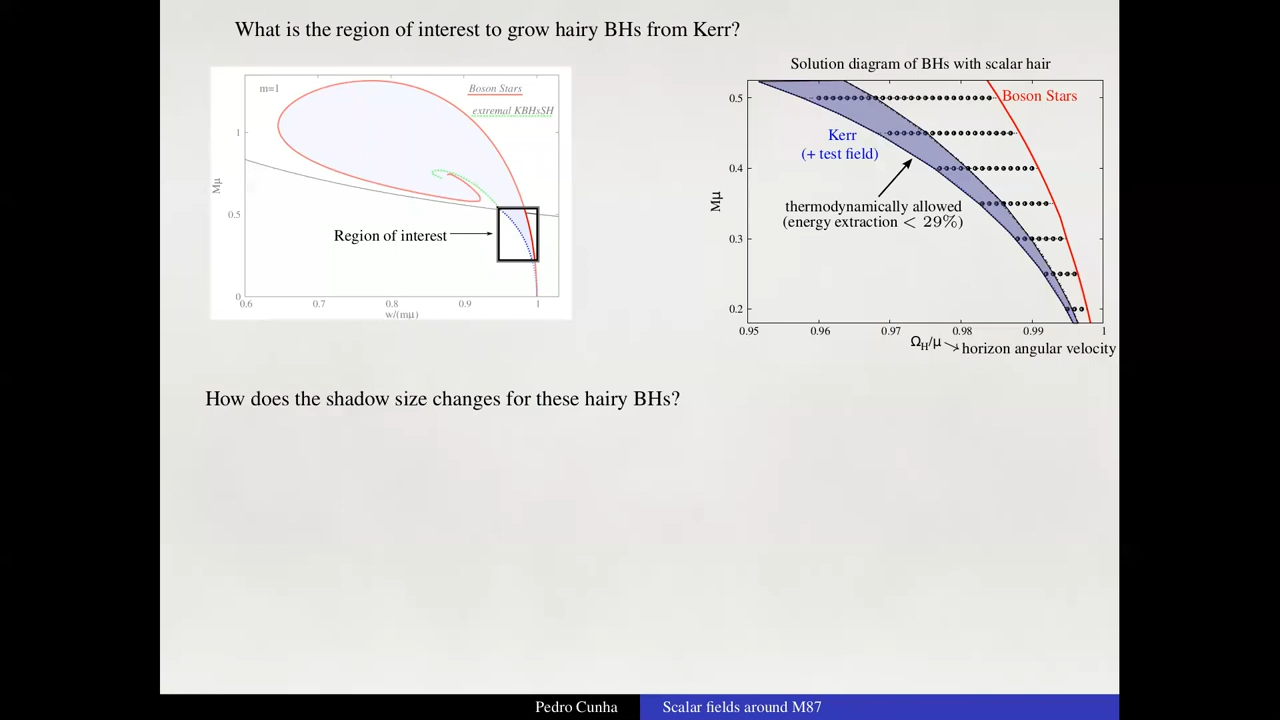 What is the region of interest to grow hairy BHs from Kerr?
m=1
Boson Stars
extremal KBHsSH
1
Mμ
0.5
Region of interest
0
0.6
0.7
0.8
0.9
1
w/(mμ)
Solution diagram of BHs with scalar hair
0.5
Boson Stars
Kerr
(+ test field)
0.4
Mμ
thermodynamically allowed
(energy extraction < 29%)
0.3
0.2
0.95
0.96
0.97
0.98
0.99
1
Ω_H/μ
horizon angular velocity
How does the shadow size changes for these hairy BHs?
Pedro Cunha
Scalar fields around M87